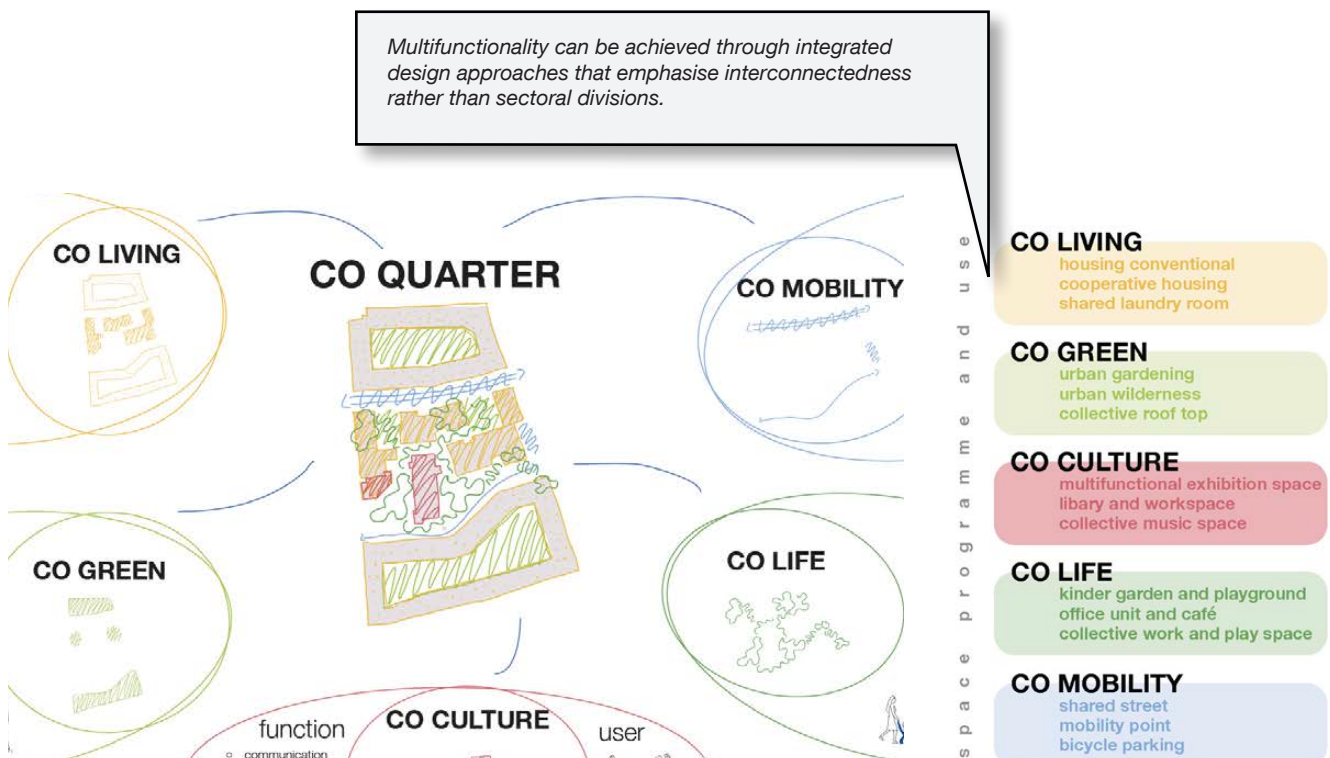 Multifunctionality can be achieved through integrated
design approaches that emphasise interconnectedness
rather than sectoral divisions.
CO LIVING
CO QUARTER
CO MOBILITY
CO GREEN
CO LIFE
function
CO CULTURE
user
communication
space programme and use
CO LIVING
housing conventional
cooperative housing
shared laundry room
CO GREEN
urban gardening
urban wilderness
collective roof top
CO CULTURE
multifunctional exhibition space
libary and workspace
collective music space
CO LIFE
kinder garden and playground
office unit and café
collective work and play space
CO MOBILITY
shared street
mobility point
bicycle parking